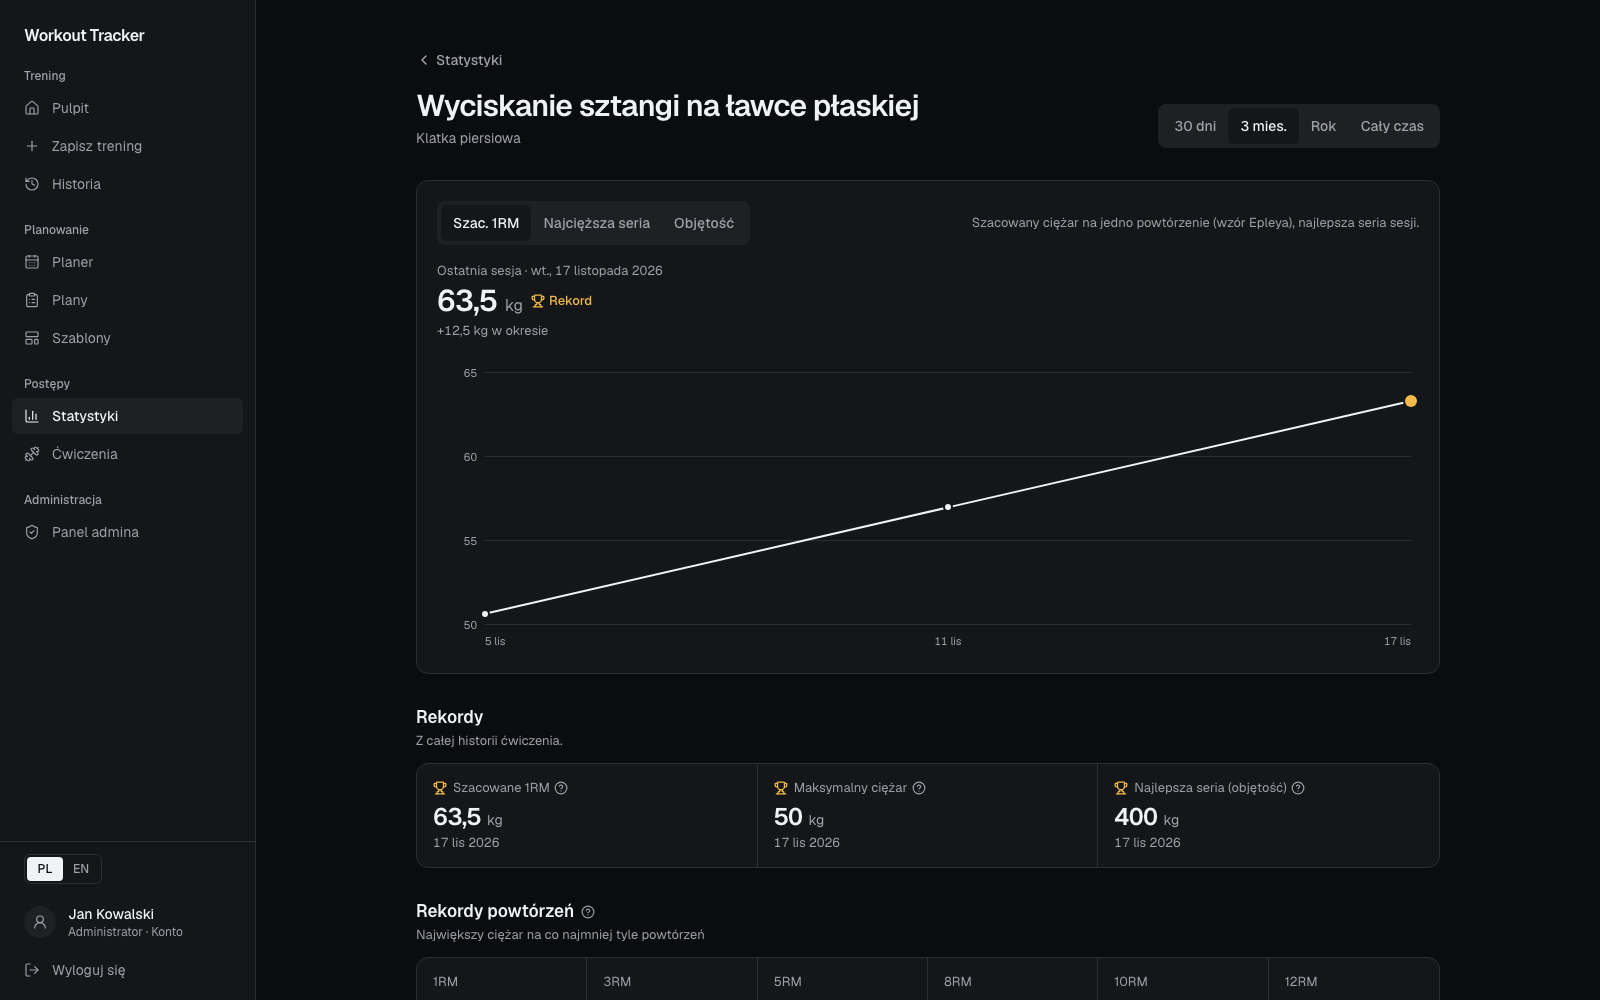 Workout Tracker
Trening
Pulpit
Zapisz trening
Historia
Planowanie
Planer
Plany
Szablony
Postępy
Statystyki
Ćwiczenia
Administracja
Panel admina
PL EN
Jan Kowalski
Administrator · Konto
Wyloguj się
Statystyki
Wyciskanie sztangi na ławce płaskiej
Klatka piersiowa
30 dni 3 mies. Rok Cały czas
Szac. 1RM Najcięższa seria Objętość
Szacowany ciężar na jedno powtórzenie (wzór Epleya), najlepsza seria sesji.
Ostatnia sesja · wt., 17 listopada 2026
63,5 kg Rekord
+12,5 kg w okresie
65
60
55
50
5 lis 11 lis 17 lis
Rekordy
Z całej historii ćwiczenia.
Szacowane 1RM
63,5 kg
17 lis 2026
Maksymalny ciężar
50 kg
17 lis 2026
Najlepsza seria (objętość)
400 kg
17 lis 2026
Rekordy powtórzeń
Największy ciężar na co najmniej tyle powtórzeń
1RM 3RM 5RM 8RM 10RM 12RM